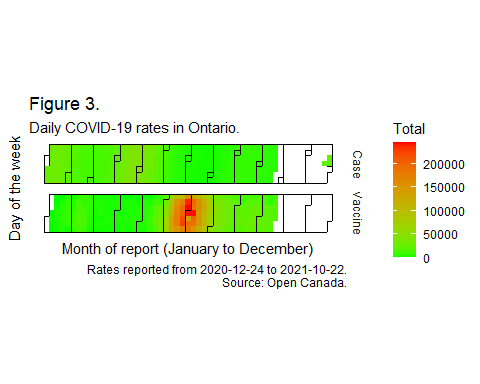 Figure 3.
Daily COVID-19 rates in Ontario.
Day of the week
Case
Vaccine
Month of report (January to December)
Rates reported from 2020-12-24 to 2021-10-22.
Source: Open Canada.
Total
200000
150000
100000
50000
0